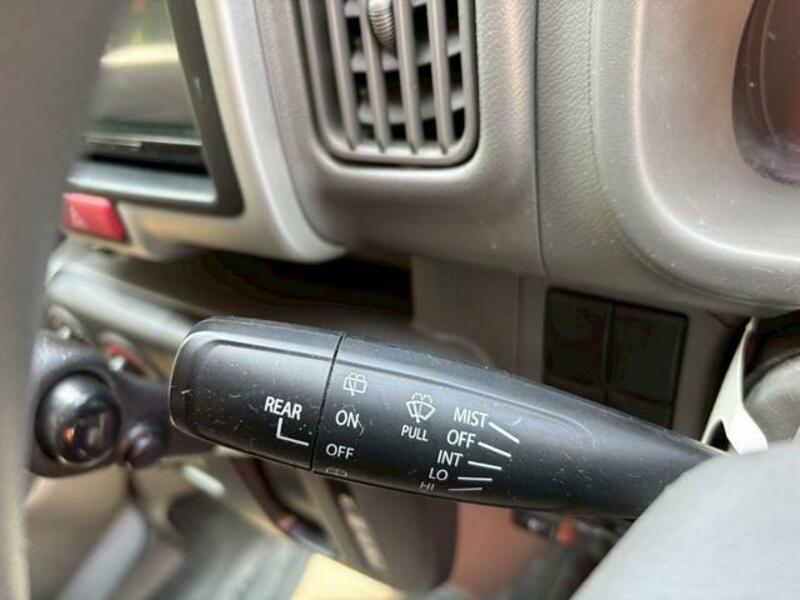 REAR
ON
OFF
PULL
MIST
OFF
INT
LO
HI